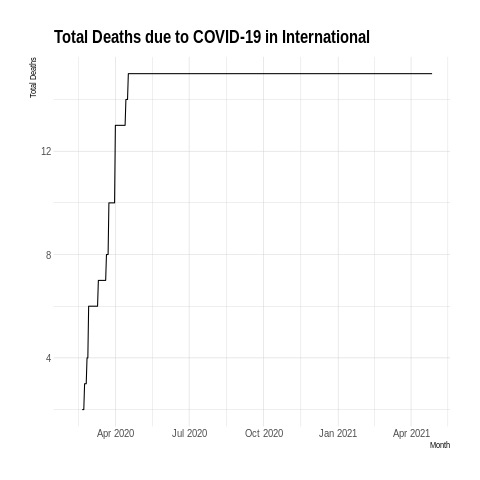 Total Deaths due to COVID-19 in International
Total Deaths
12
8
4
Apr 2020 Jul 2020 Oct 2020 Jan 2021 Apr 2021
Month